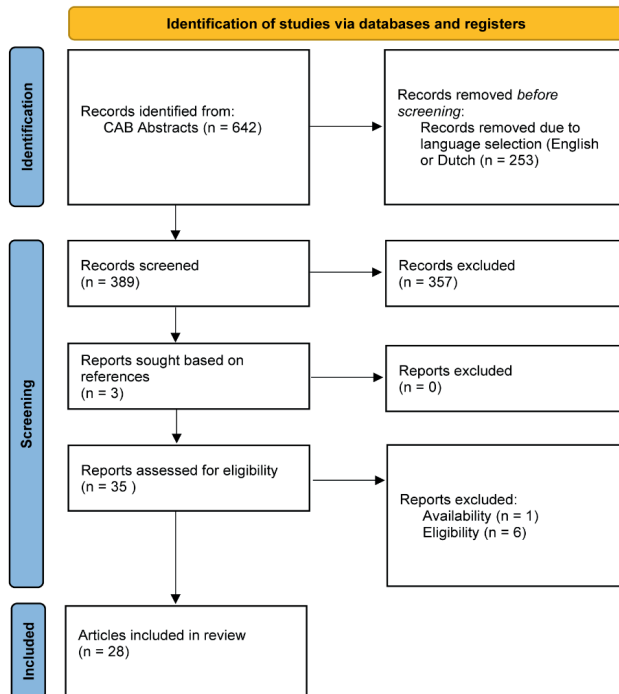 Identification of studies via databases and registers
Identification
Records identified from:
CAB Abstracts (n = 642)
Records removed before
screening:
Records removed due to
language selection (English
or Dutch (n = 253)
Screening
Records screened
(n = 389)
Records excluded
(n = 357)
Reports sought based on
references
(n = 3)
Reports excluded
(n = 0)
Reports assessed for eligibility
(n = 35 )
Reports excluded:
Availability (n = 1)
Eligibility (n = 6)
Included
Articles included in review
(n = 28)